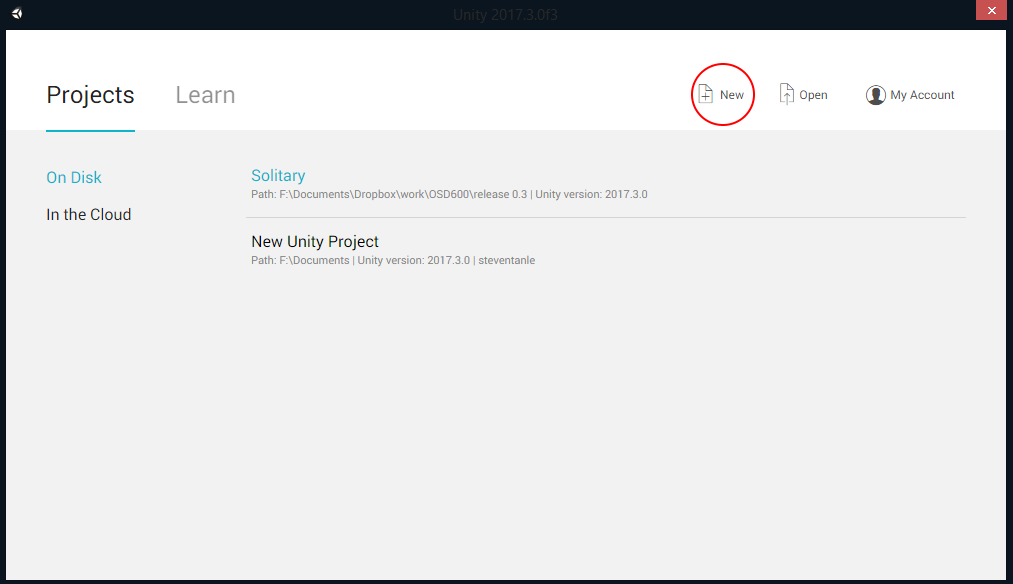 Unity 2017.3.0f3
Projects
Learn
New
Open
My Account
On Disk
In the Cloud
Solitary
Path: F:\Documents\Dropbox\work\OSD600\release 0.3 | Unity version: 2017.3.0
New Unity Project
Path: F:\Documents | Unity version: 2017.3.0 | steventanle